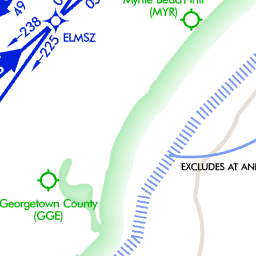 Myrtle Beach Intl
(MYR)
49
238
225
ELMSZ
EXCLUDES AT AN
Georgetown County
(GGE)